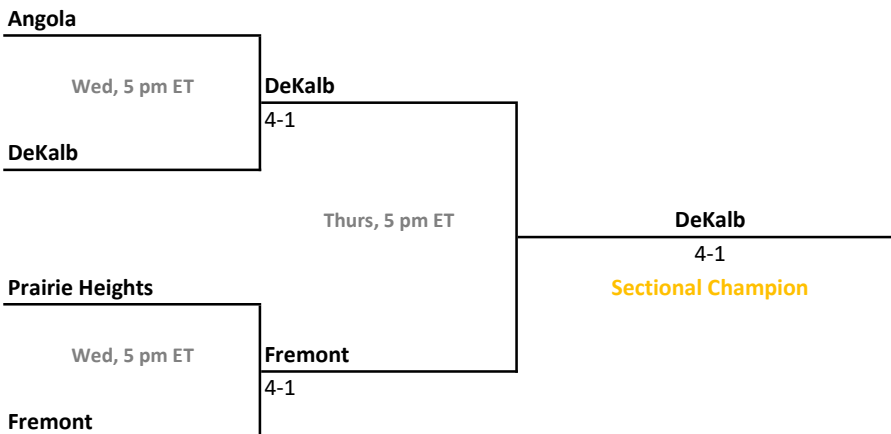 Angola
Wed, 5 pm ET
DeKalb
4-1
DeKalb
Thurs, 5 pm ET
DeKalb
4-1
Sectional Champion
Prairie Heights
Wed, 5 pm ET
Fremont
4-1
Fremont